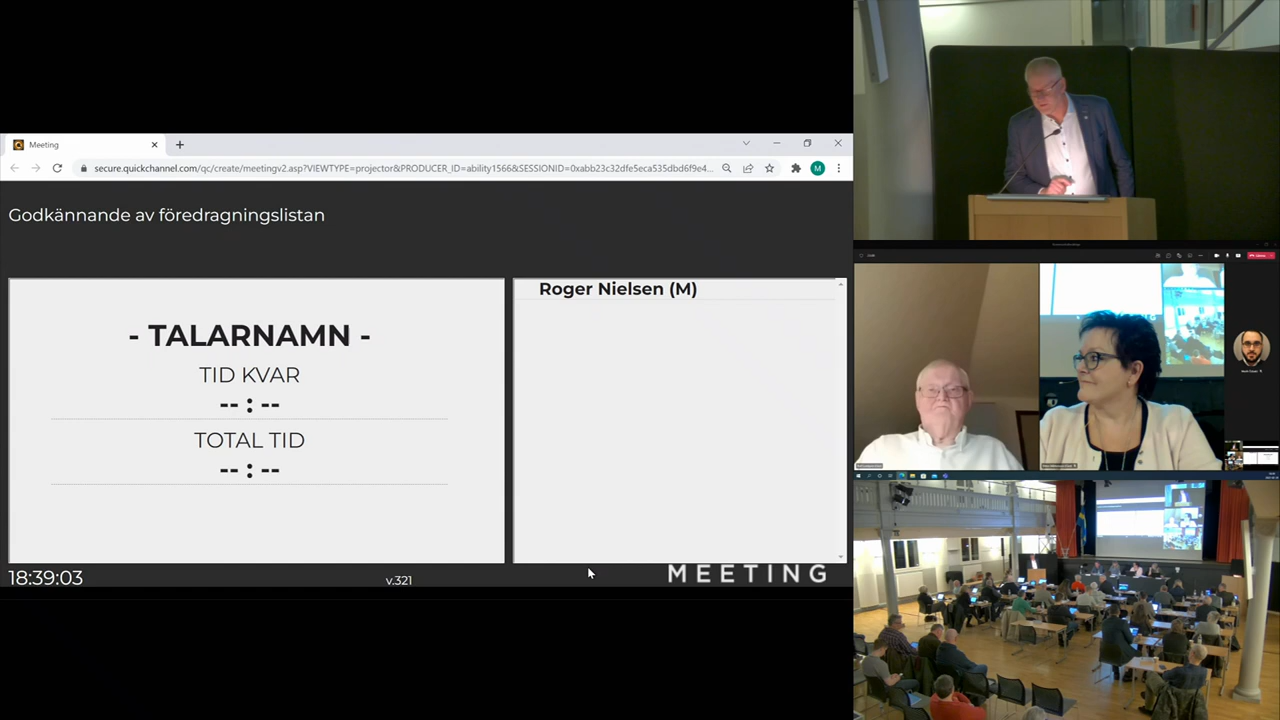 Meeting
secure.quickchannel.com/qc/create/meetingv2.asp?VIEWTYPE=projector&PRODUCER_ID=ability1566&SESSIONID=0xabb23c32dfe5eca535dbd6f9e4...
M
Godkännande av föredragningslistan
- TALARNAMN -
TID KVAR
-- : --
TOTAL TID
-- : --
Roger Nielsen (M)
18:39:03
v.321
MEETING